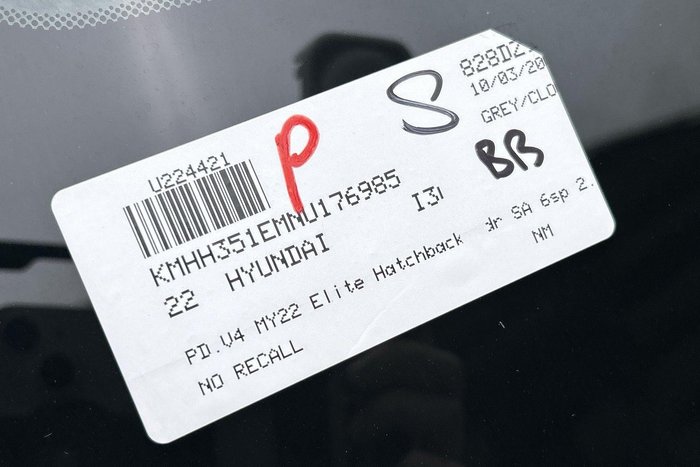 U224421
P
S
828DZ
10/03/20
GREY/CLO
BB
KMHH351EMNU176985
22 HYUNDAI I3
PD.V4 MY22 Elite Hatchback dr SA 6sp 2.
NO RECALL NM